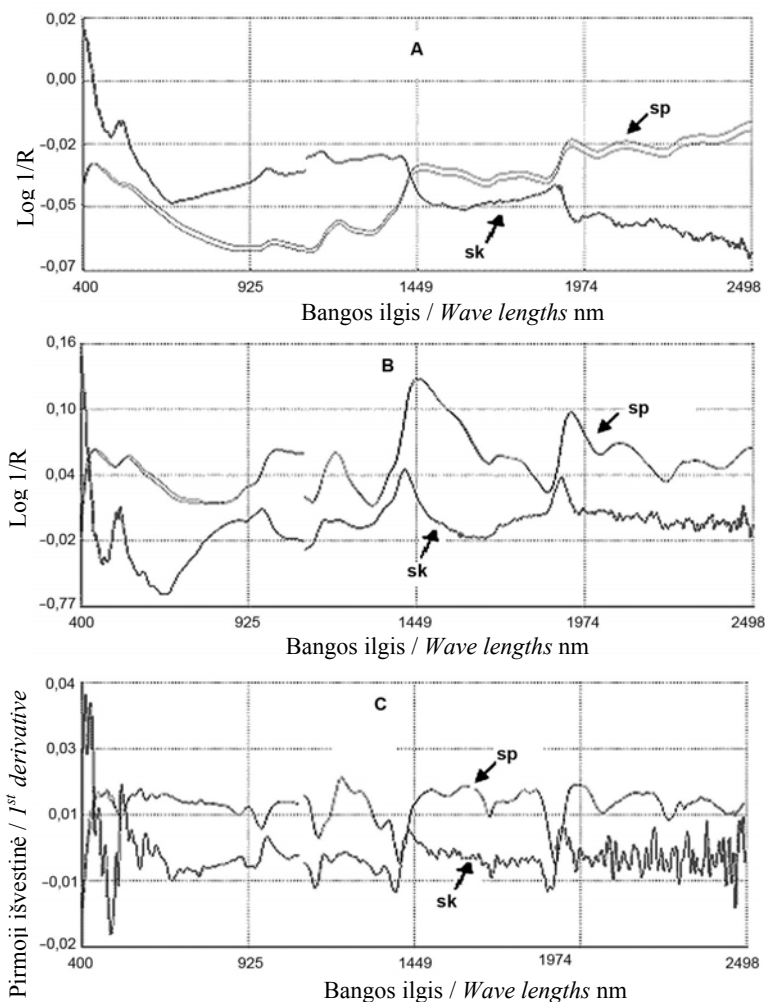 0,02
A
0,00
sp
−0,02
Log 1/R
−0,05
sk
−0,07
400 925 1449 1974 2498
Bangos ilgis / Wave lengths nm
0,16
B
0,10
sp
0,04
Log 1/R
−0,02
sk
−0,77
400 925 1449 1974 2498
Bangos ilgis / Wave lengths nm
0,04
C
0,03
sp
0,01
Pirmoji išvestinė / 1st derivative
−0,01
sk
−0,02
400 925 1449 1974 2498
Bangos ilgis / Wave lengths nm